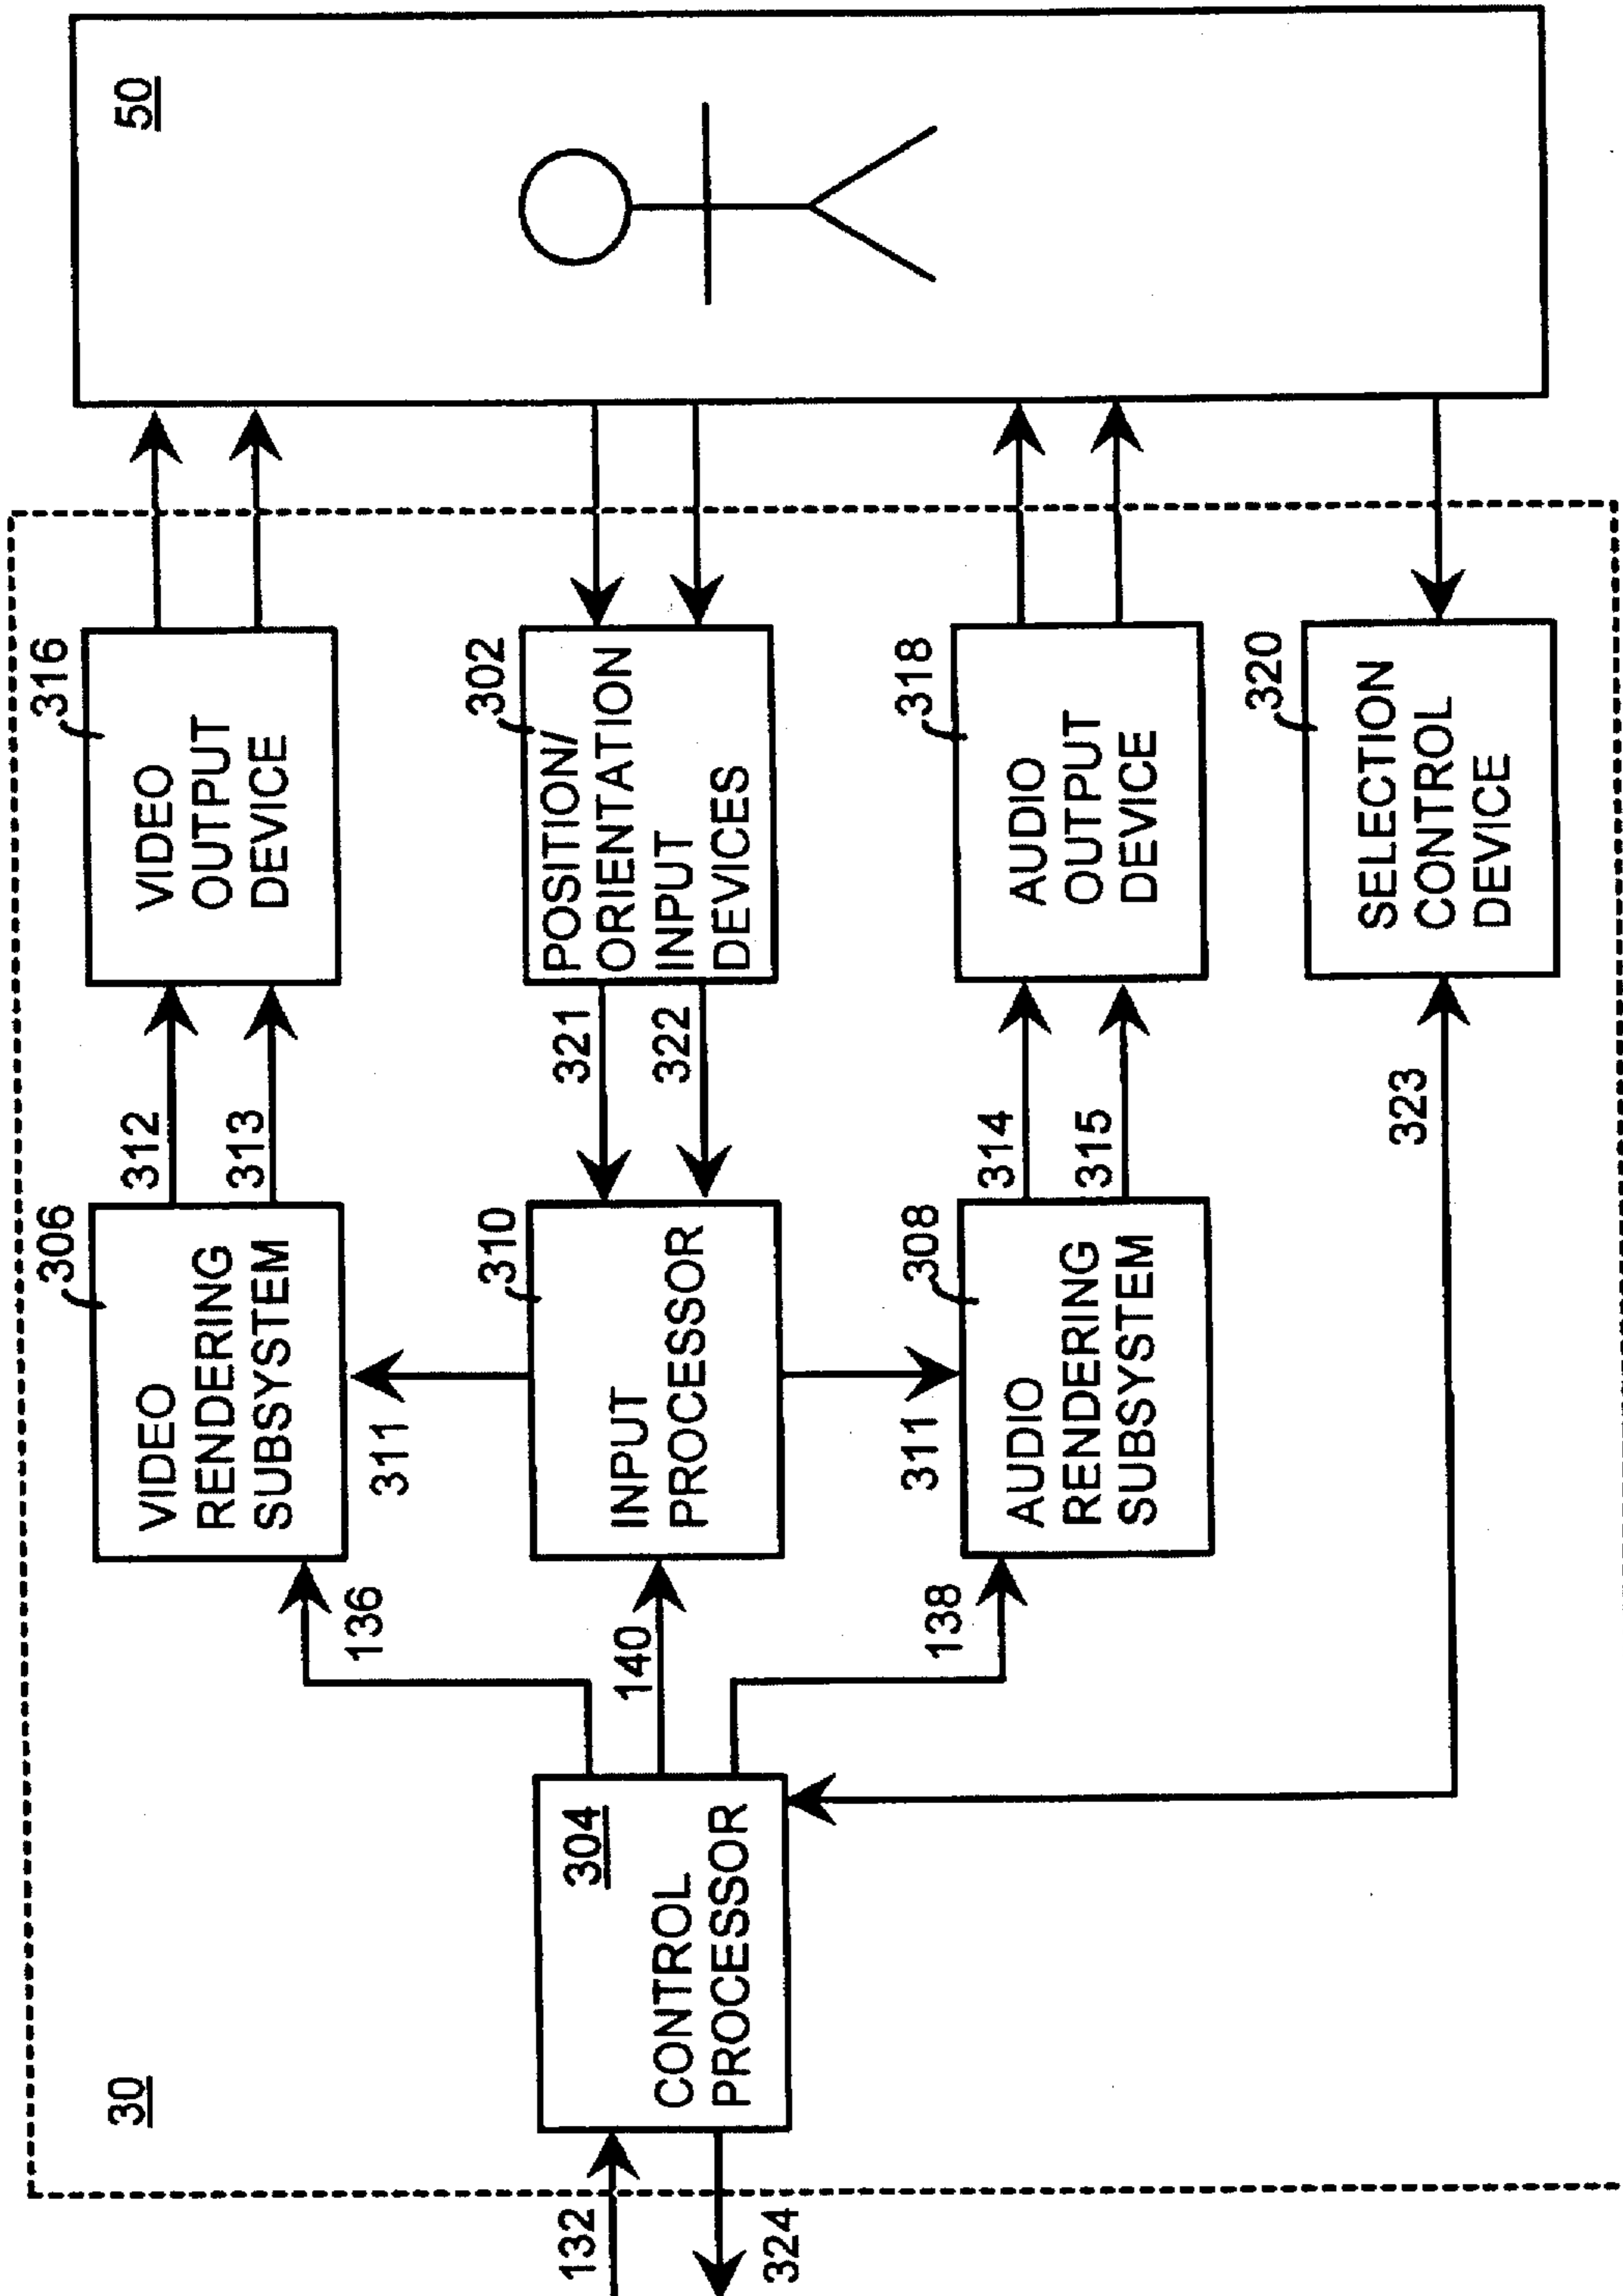 30
50
132
324
304
CONTROL
PROCESSOR
136
140
138
323
306
VIDEO
RENDERING
SUBSYSTEM
311
310
INPUT
PROCESSOR
311
308
AUDIO
RENDERING
SUBSYSTEM
312
313
321
322
314
315
316
VIDEO
OUTPUT
DEVICE
302
POSITION/
ORIENTATION
INPUT
DEVICES
318
AUDIO
OUTPUT
DEVICE
320
SELECTION
CONTROL
DEVICE